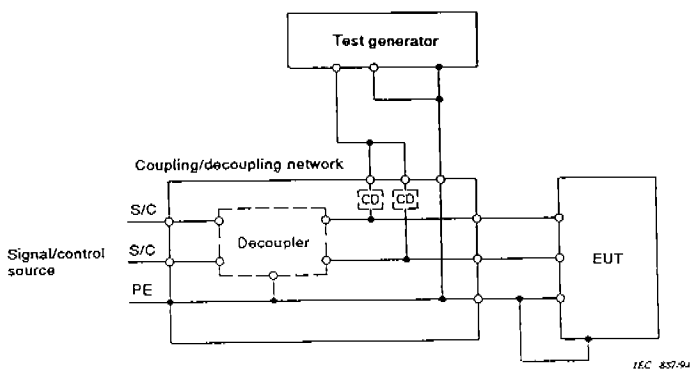 Test generator
Coupling/decoupling network
CD CD
S/C
Decoupler
Signal/control
source
S/C
EUT
PE
IEC 857/94